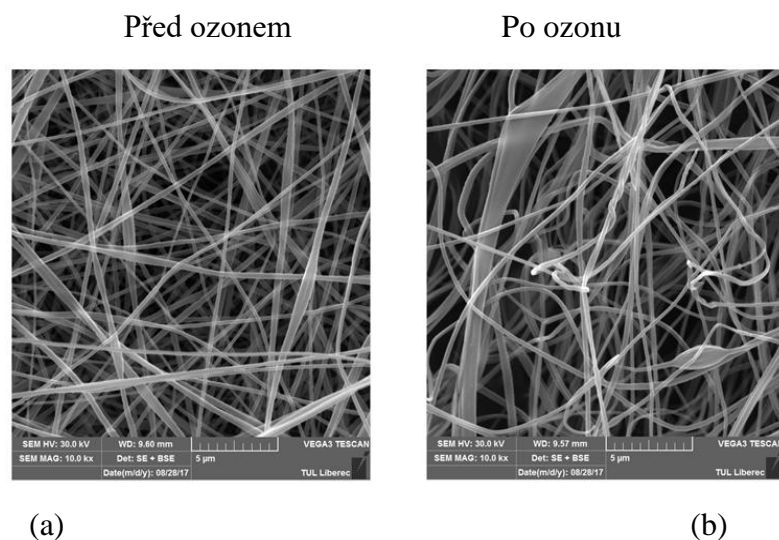 Před ozonem
Po ozonu
SEM HV: 30.0 kV
WD: 9.60 mm
VEGA3 TESCAN
SEM MAG: 10.0 kx
Det: SE + BSE
5 µm
Date(m/d/y): 08/28/17
TUL Liberec
SEM HV: 30.0 kV
WD: 9.57 mm
VEGA3 TESCAN
SEM MAG: 10.0 kx
Det: SE + BSE
5 µm
Date(m/d/y): 08/28/17
TUL Liberec
(a)
(b)